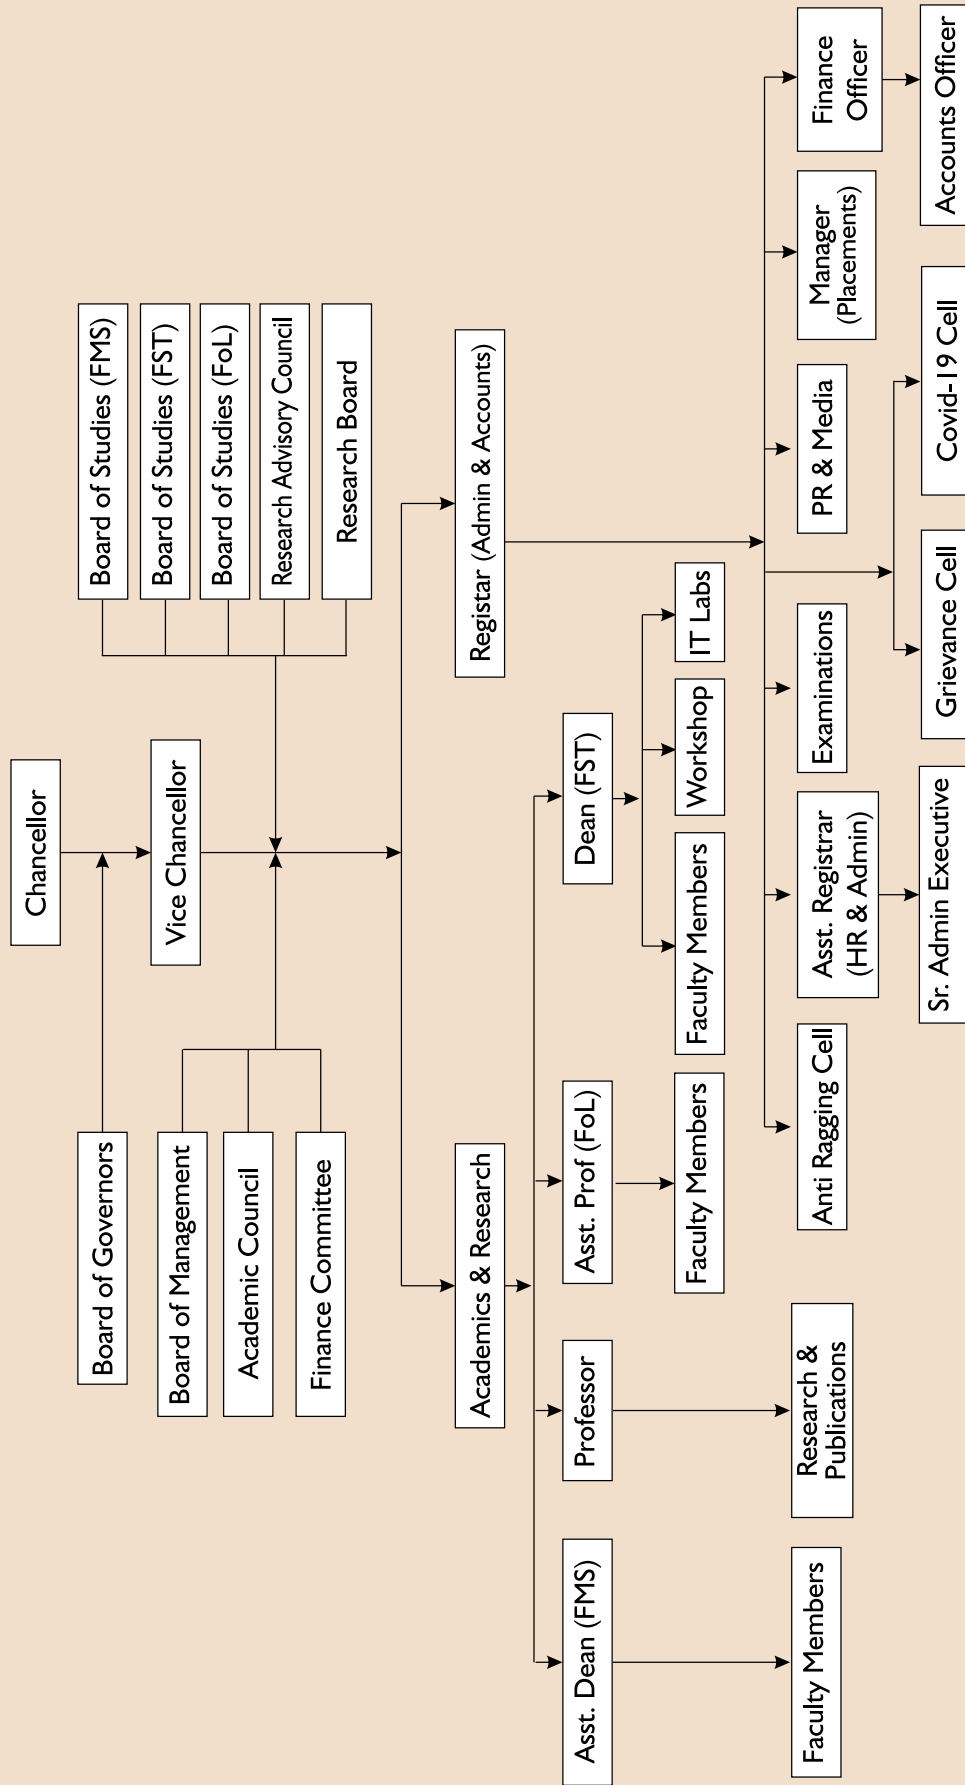 Chancellor
Board of Governors
Vice Chancellor
Board of Management
Academic Council
Finance Committee
Board of Studies (FMS)
Board of Studies (FST)
Board of Studies (FoL)
Research Advisory Council
Research Board
Academics & Research
Registar (Admin & Accounts)
Asst. Dean (FMS)
Professor
Asst. Prof (FoL)
Dean (FST)
Faculty Members
Faculty Members
Workshop
IT Labs
Faculty Members
Research &
Publications
Anti Ragging Cell
Asst. Registrar
(HR & Admin)
Examinations
PR & Media
Manager
(Placements)
Finance
Officer
Sr. Admin Executive
Grievance Cell
Covid-19 Cell
Accounts Officer